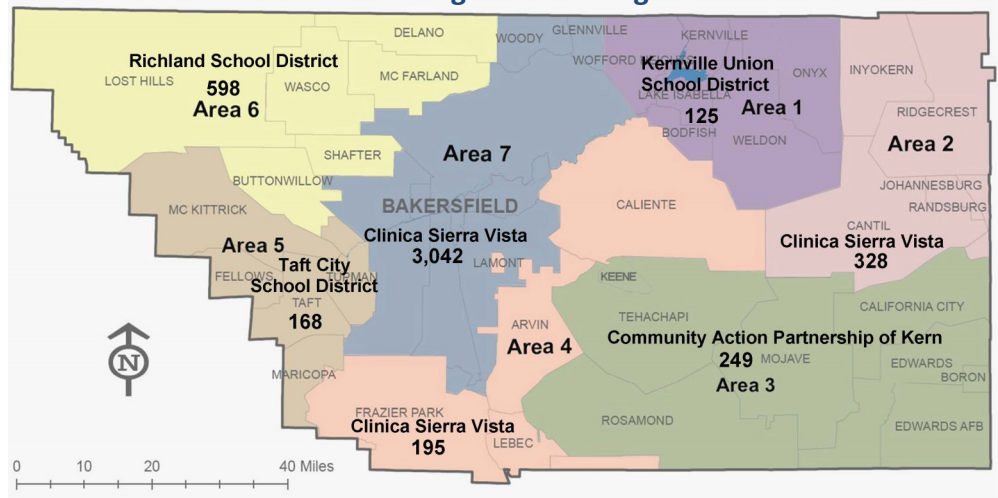 DELANO
WOODY
GLENNVILLE
KERNVILLE
Richland School District
598
Area 6
LOST HILLS
WASCO
MC FARLAND
WOFFORD
Kernville Union
School District
125
Area 1
LAKE ISABELLA
ONYX
BODFISH
WELDON
INYOKERN
RIDGECREST
Area 2
SHAFTER
Area 7
BUTTONWILLOW
JOHANNESBURG
RANDSBURG
MC KITTRICK
BAKERSFIELD
CALIENTE
CANTIL
Clinica Sierra Vista
328
Clinica Sierra Vista
3,042
LAMONT
Area 5
Taft City
School District
168
FELLOWS
TUPMAN
TAFT
KEENE
TEHACHAPI
CALIFORNIA CITY
ARVIN
Area 4
Community Action Partnership of Kern
249
Area 3
MOJAVE
EDWARDS
BORON
N
MARICOPA
FRAZIER PARK
Clinica Sierra Vista
195
LEBEC
ROSAMOND
EDWARDS AFB
0 10 20 40 Miles